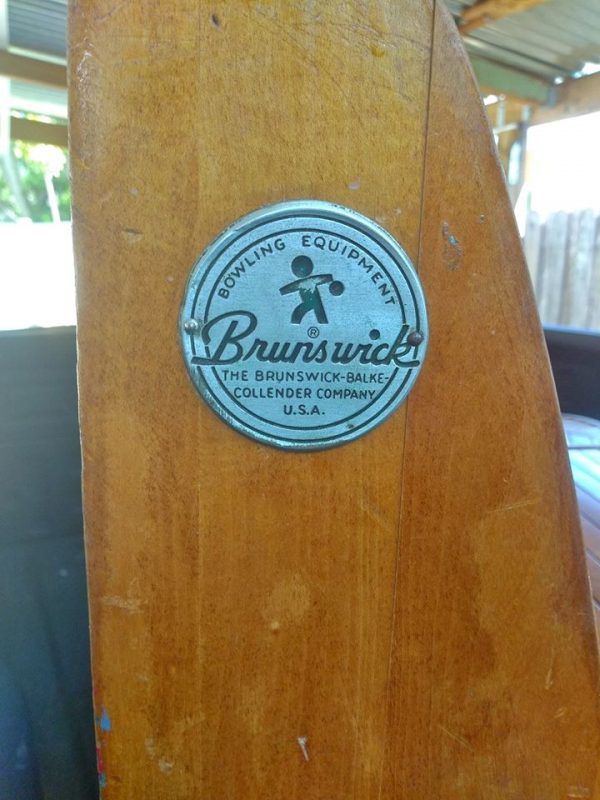 BOWLING EQUIPMENT
®
Brunswick
THE BRUNSWICK-BALKE-
COLLENDER COMPANY
U.S.A.